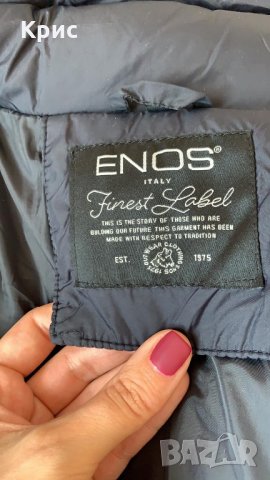 Крис
ENOS®
ITALY
Finest Label
THIS IS THE STORY OF THOSE WHO ARE
BUILDING OUR FUTURE THIS GARMENT HAS BEEN
MADE WITH RESPECT TO TRADITION
EST. 1975
BAZAR